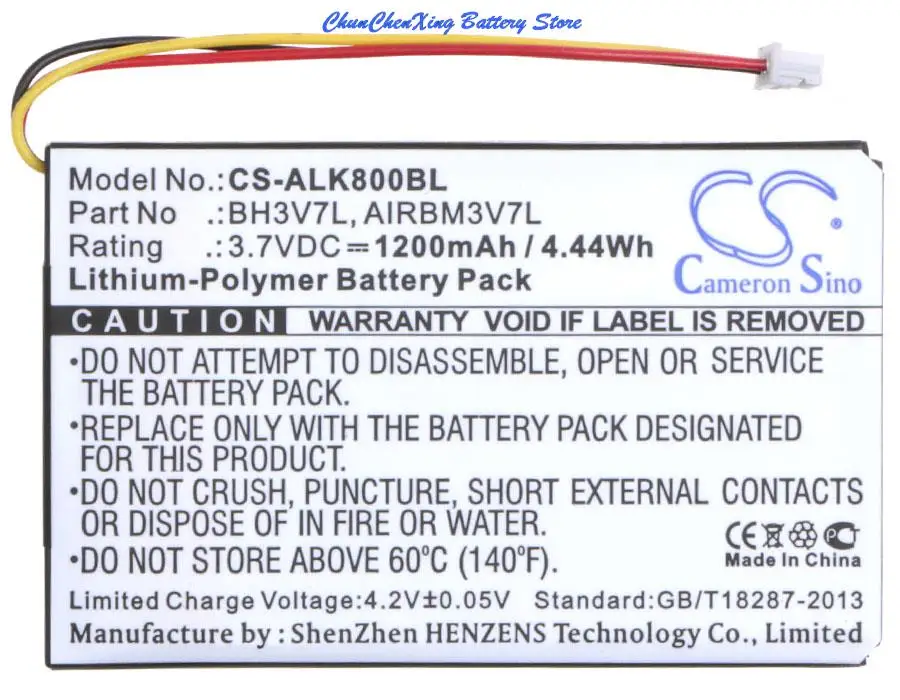 ChunChenXing Battery Store
Model No.: CS-ALK800BL
Part No .: BH3V7L, AIRBM3V7L
Rating .: 3.7VDC⎓1200mAh / 4.44Wh
Lithium-Polymer Battery Pack
CS
Cameron Sino
CAUTION WARRANTY VOID IF LABEL IS REMOVED
•DO NOT ATTEMPT TO DISASSEMBLE, OPEN OR SERVICE
THE BATTERY PACK.
•REPLACE ONLY WITH THE BATTERY PACK DESIGNATED
FOR THIS PRODUCT.
•DO NOT CRUSH, PUNCTURE, SHORT EXTERNAL CONTACTS
OR DISPOSE OF IN FIRE OR WATER.
•DO NOT STORE ABOVE 60°C (140°F).
CE PCT
Made In China
Limited Charge Voltage:4.2V±0.05V Standard:GB/T18287-2013
Manufacture by : ShenZhen HENZENS Technology Co., Limited